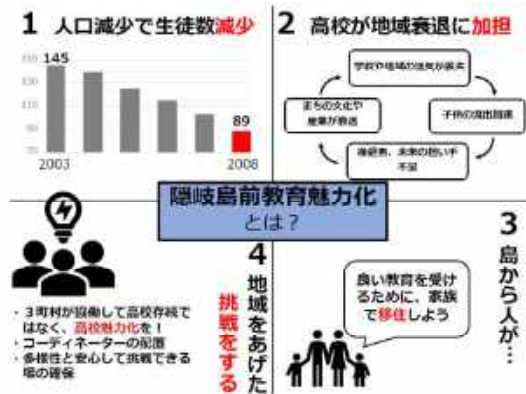 1 人口減少で生徒数減少
150
145
130
110
90
89
70
2003
2008
2 高校が地域衰退に加担
学校や地域の活気が喪失
子供の流出加速
後継者、未来の担い手
不足
まちの文化や
産業が衰退
隠岐島前教育魅力化
とは？
3 島から人が…
良い教育を受け
るために、家族
で移住しよう
4 地域をあげた
挑戦をする
・３町村が協働して高校存続で
はなく、高校魅力化を！
・コーディネーターの配置
・多様性と安心して挑戦できる
場の確保